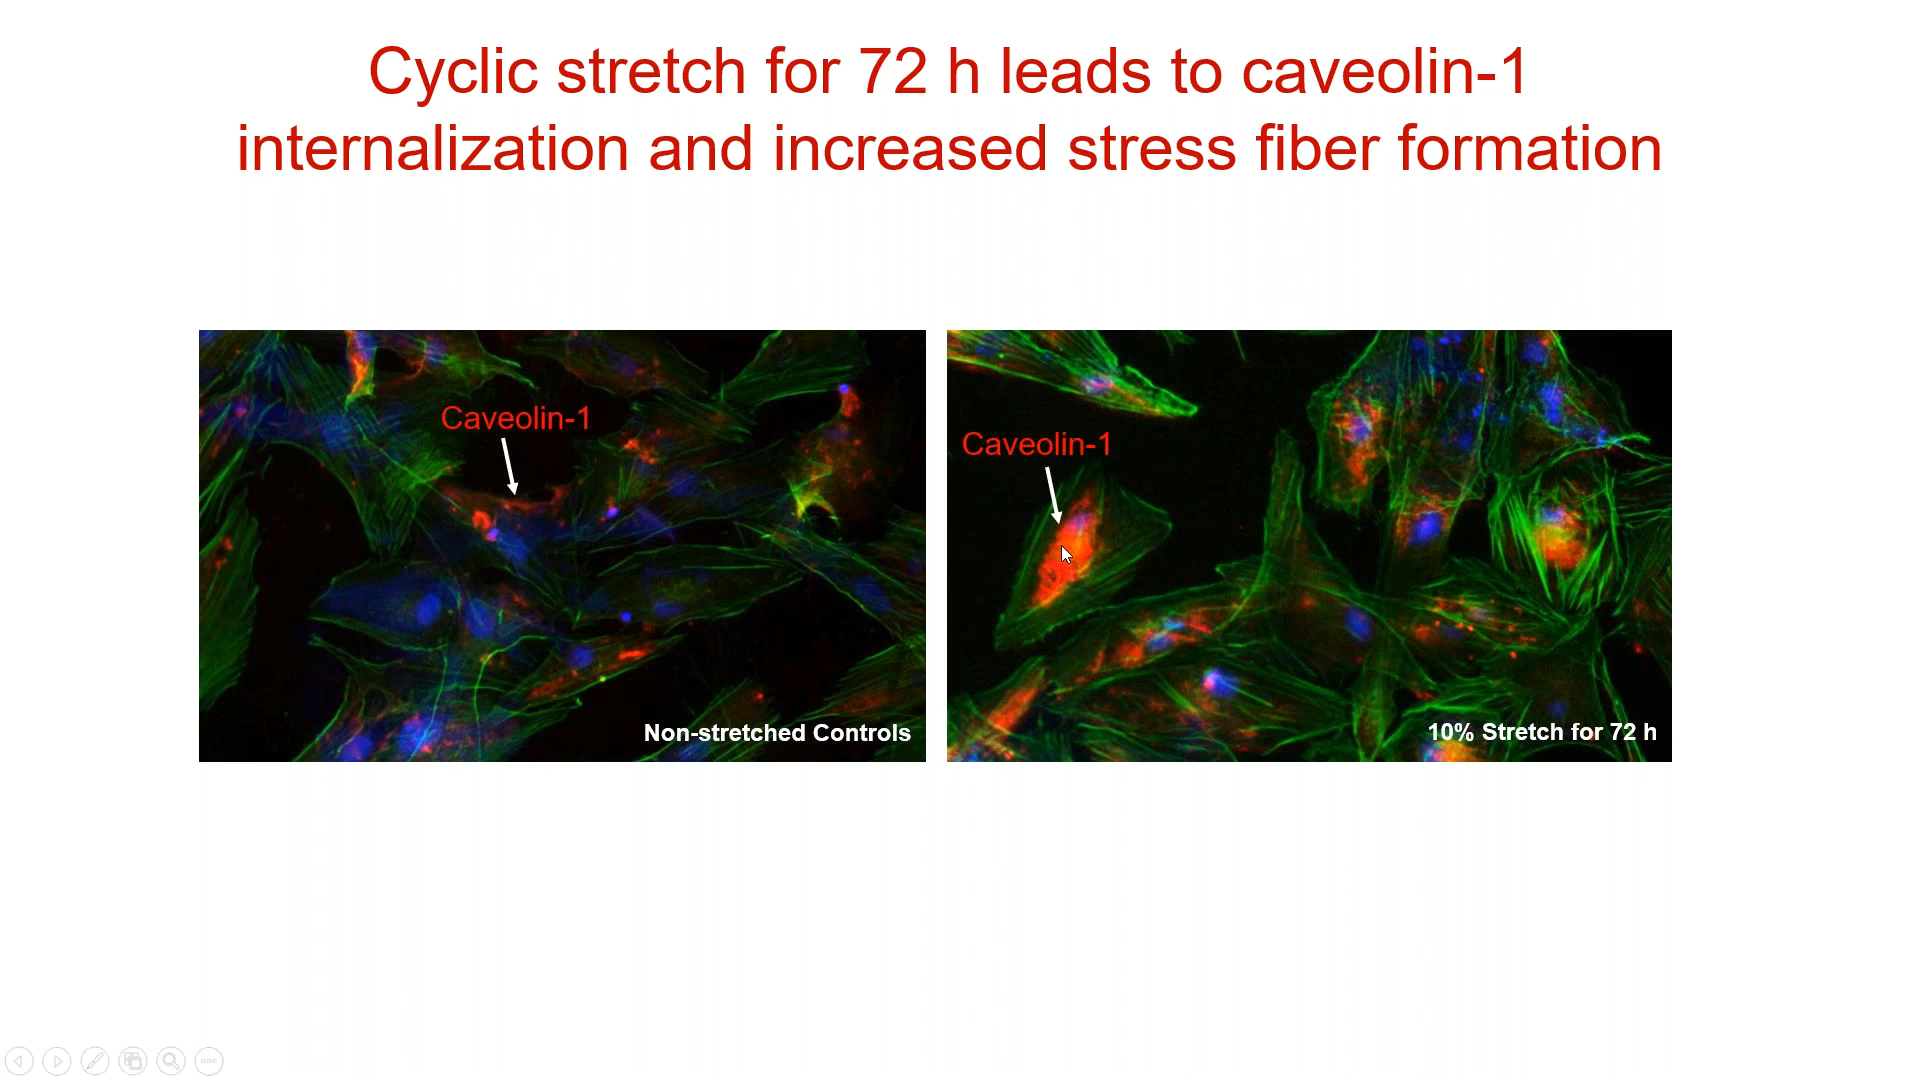 Cyclic stretch for 72 h leads to caveolin-1
internalization and increased stress fiber formation
Caveolin-1
Non-stretched Controls
Caveolin-1
10% Stretch for 72 h